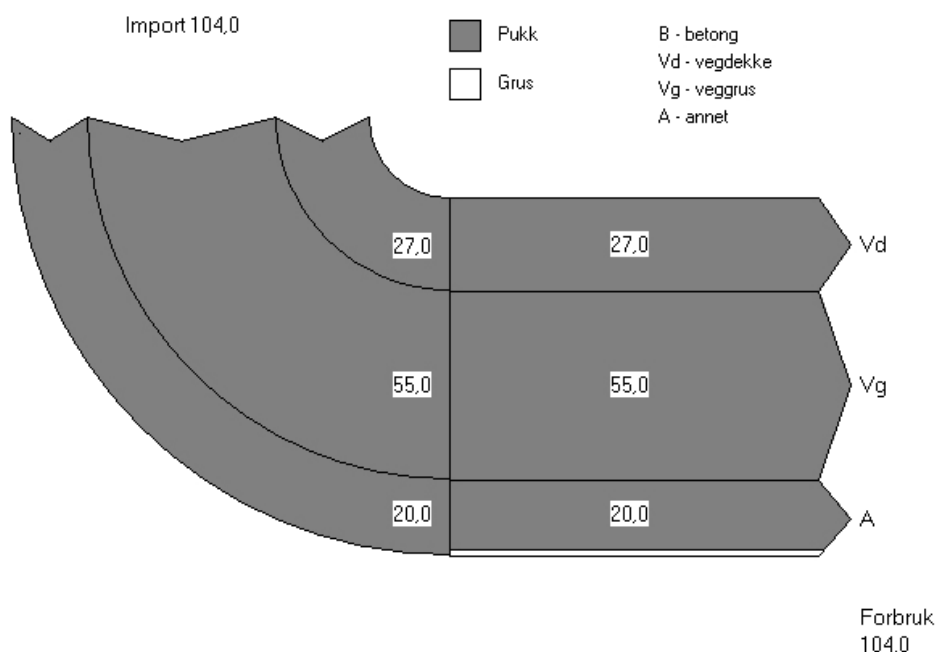 Import 104,0
Pukk
Grus
B - betong
Vd - vegdekke
Vg - veggrus
A - annet
27,0 27,0 Vd
55,0 55,0 Vg
20,0 20,0 A
Forbruk
104,0